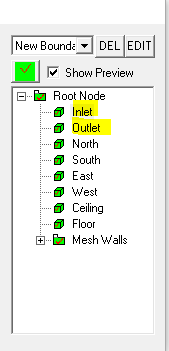 New Bounda DEL EDIT
Show Preview
Root Node
Inlet
Outlet
North
South
East
West
Ceiling
Floor
Mesh Walls